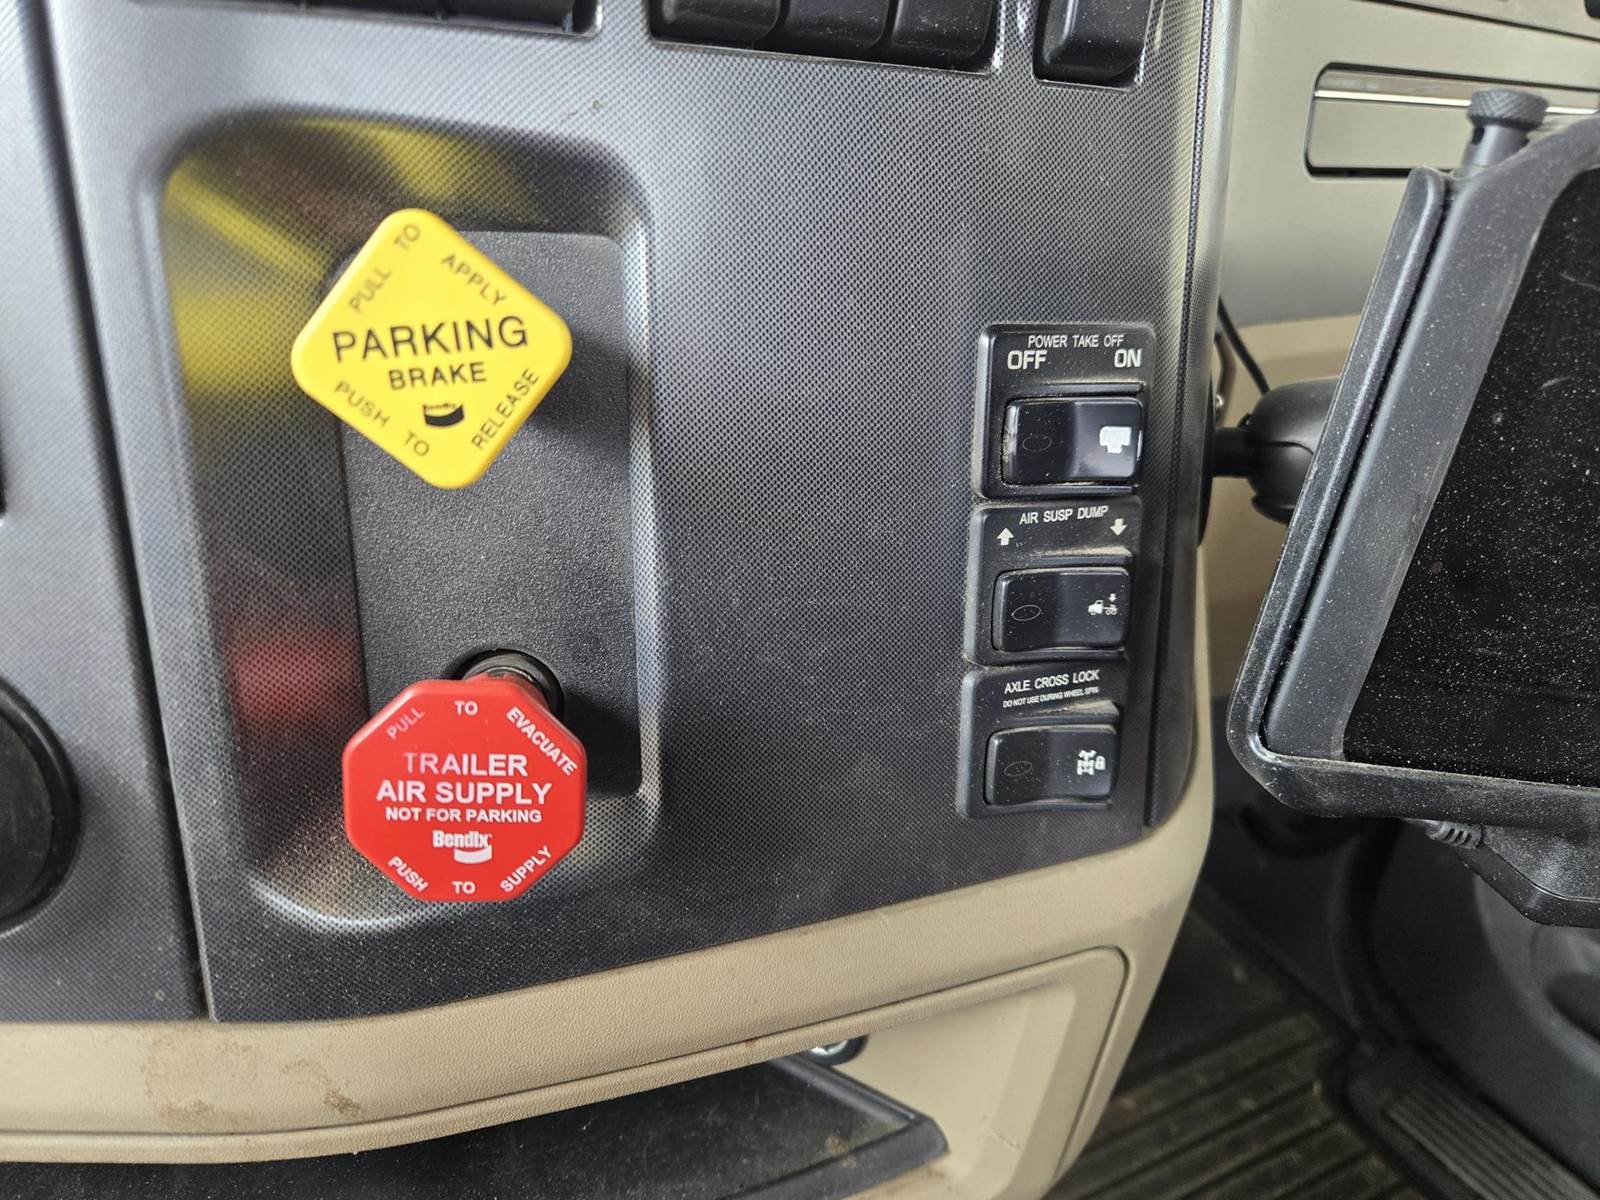 PULL TO APPLY
PARKING
BRAKE
PUSH TO RELEASE
POWER TAKE OFF
OFF ON
AIR SUSP DUMP
AXLE CROSS LOCK
DO NOT USE DURING WHEEL SPIN
PULL TO EVACUATE
TRAILER
AIR SUPPLY
NOT FOR PARKING
Bendix
PUSH TO SUPPLY